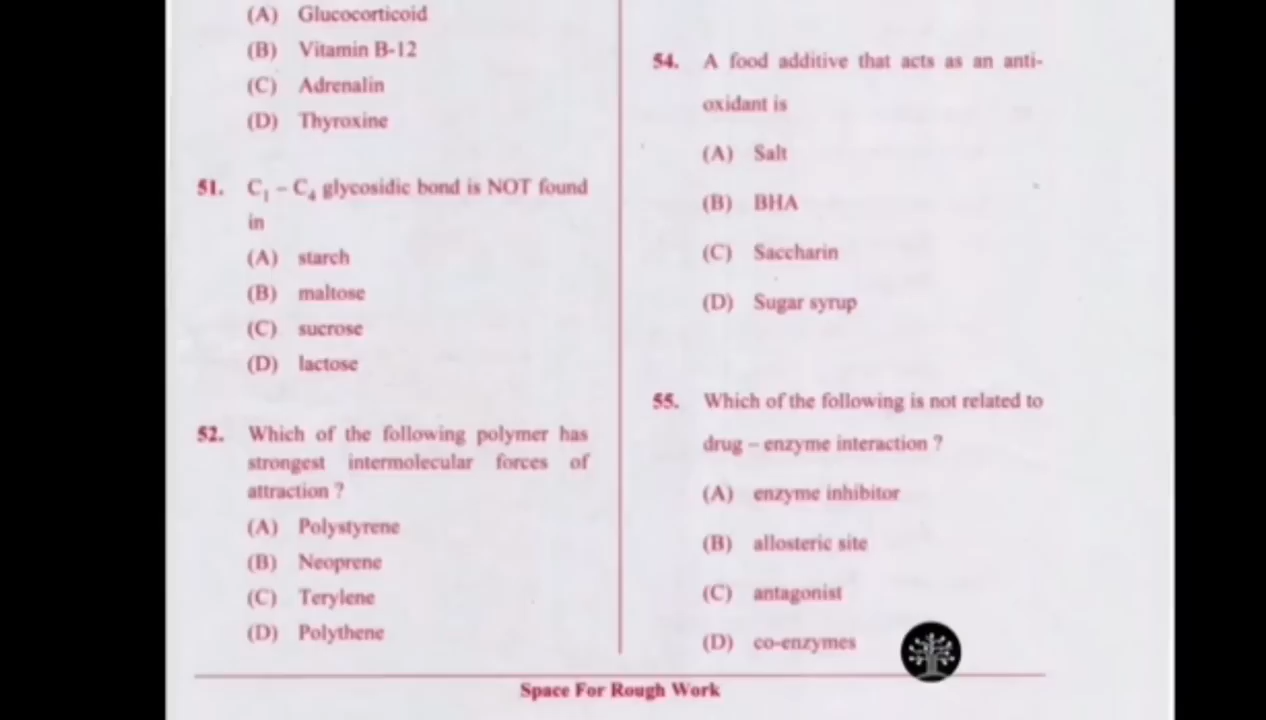 (A) Glucocorticoid
(B) Vitamin B-12
(C) Adrenalin
(D) Thyroxine
51. C₁ – C₄ glycosidic bond is NOT found
in
(A) starch
(B) maltose
(C) sucrose
(D) lactose
52. Which of the following polymer has
strongest intermolecular forces of
attraction ?
(A) Polystyrene
(B) Neoprene
(C) Terylene
(D) Polythene
54. A food additive that acts as an anti-
oxidant is
(A) Salt
(B) BHA
(C) Saccharin
(D) Sugar syrup
55. Which of the following is not related to
drug – enzyme interaction ?
(A) enzyme inhibitor
(B) allosteric site
(C) antagonist
(D) co-enzymes
Space For Rough Work